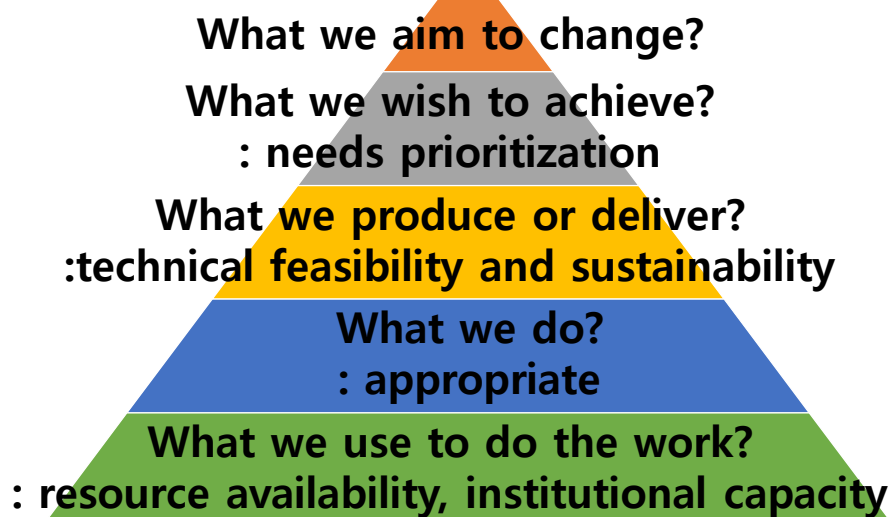 What we aim to change?
What we wish to achieve?
: needs prioritization
What we produce or deliver?
:technical feasibility and sustainability
What we do?
: appropriate
What we use to do the work?
: resource availability, institutional capacity